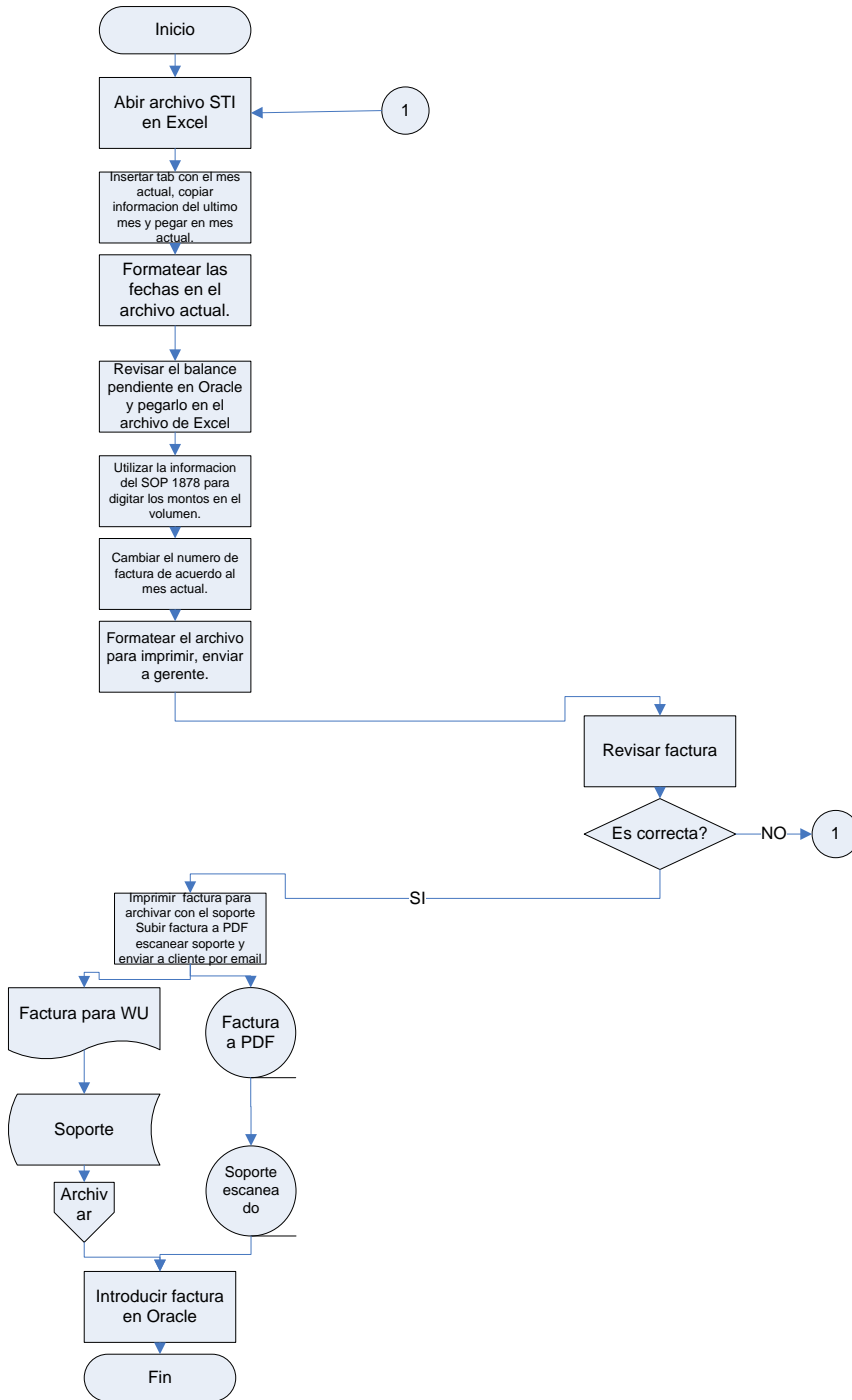 Inicio
Abir archivo STI
en Excel
1
Insertar tab con el mes
actual, copiar
informacion del ultimo
mes y pegar en mes
actual.
Formatear las
fechas en el
archivo actual.
Revisar el balance
pendiente en Oracle
y pegarlo en el
archivo de Excel
Utilizar la informacion
del SOP 1878 para
digitar los montos en el
volumen.
Cambiar el numero de
factura de acuerdo al
mes actual.
Formatear el archivo
para imprimir, enviar
a gerente.
Revisar factura
Es correcta?
NO
1
SI
Imprimir factura para
archivar con el soporte
Subir factura a PDF
escanear soporte y
enviar a cliente por email
Factura para WU
Factura
a PDF
Soporte
Soporte
escanea
do
Archiv
ar
Introducir factura
en Oracle
Fin